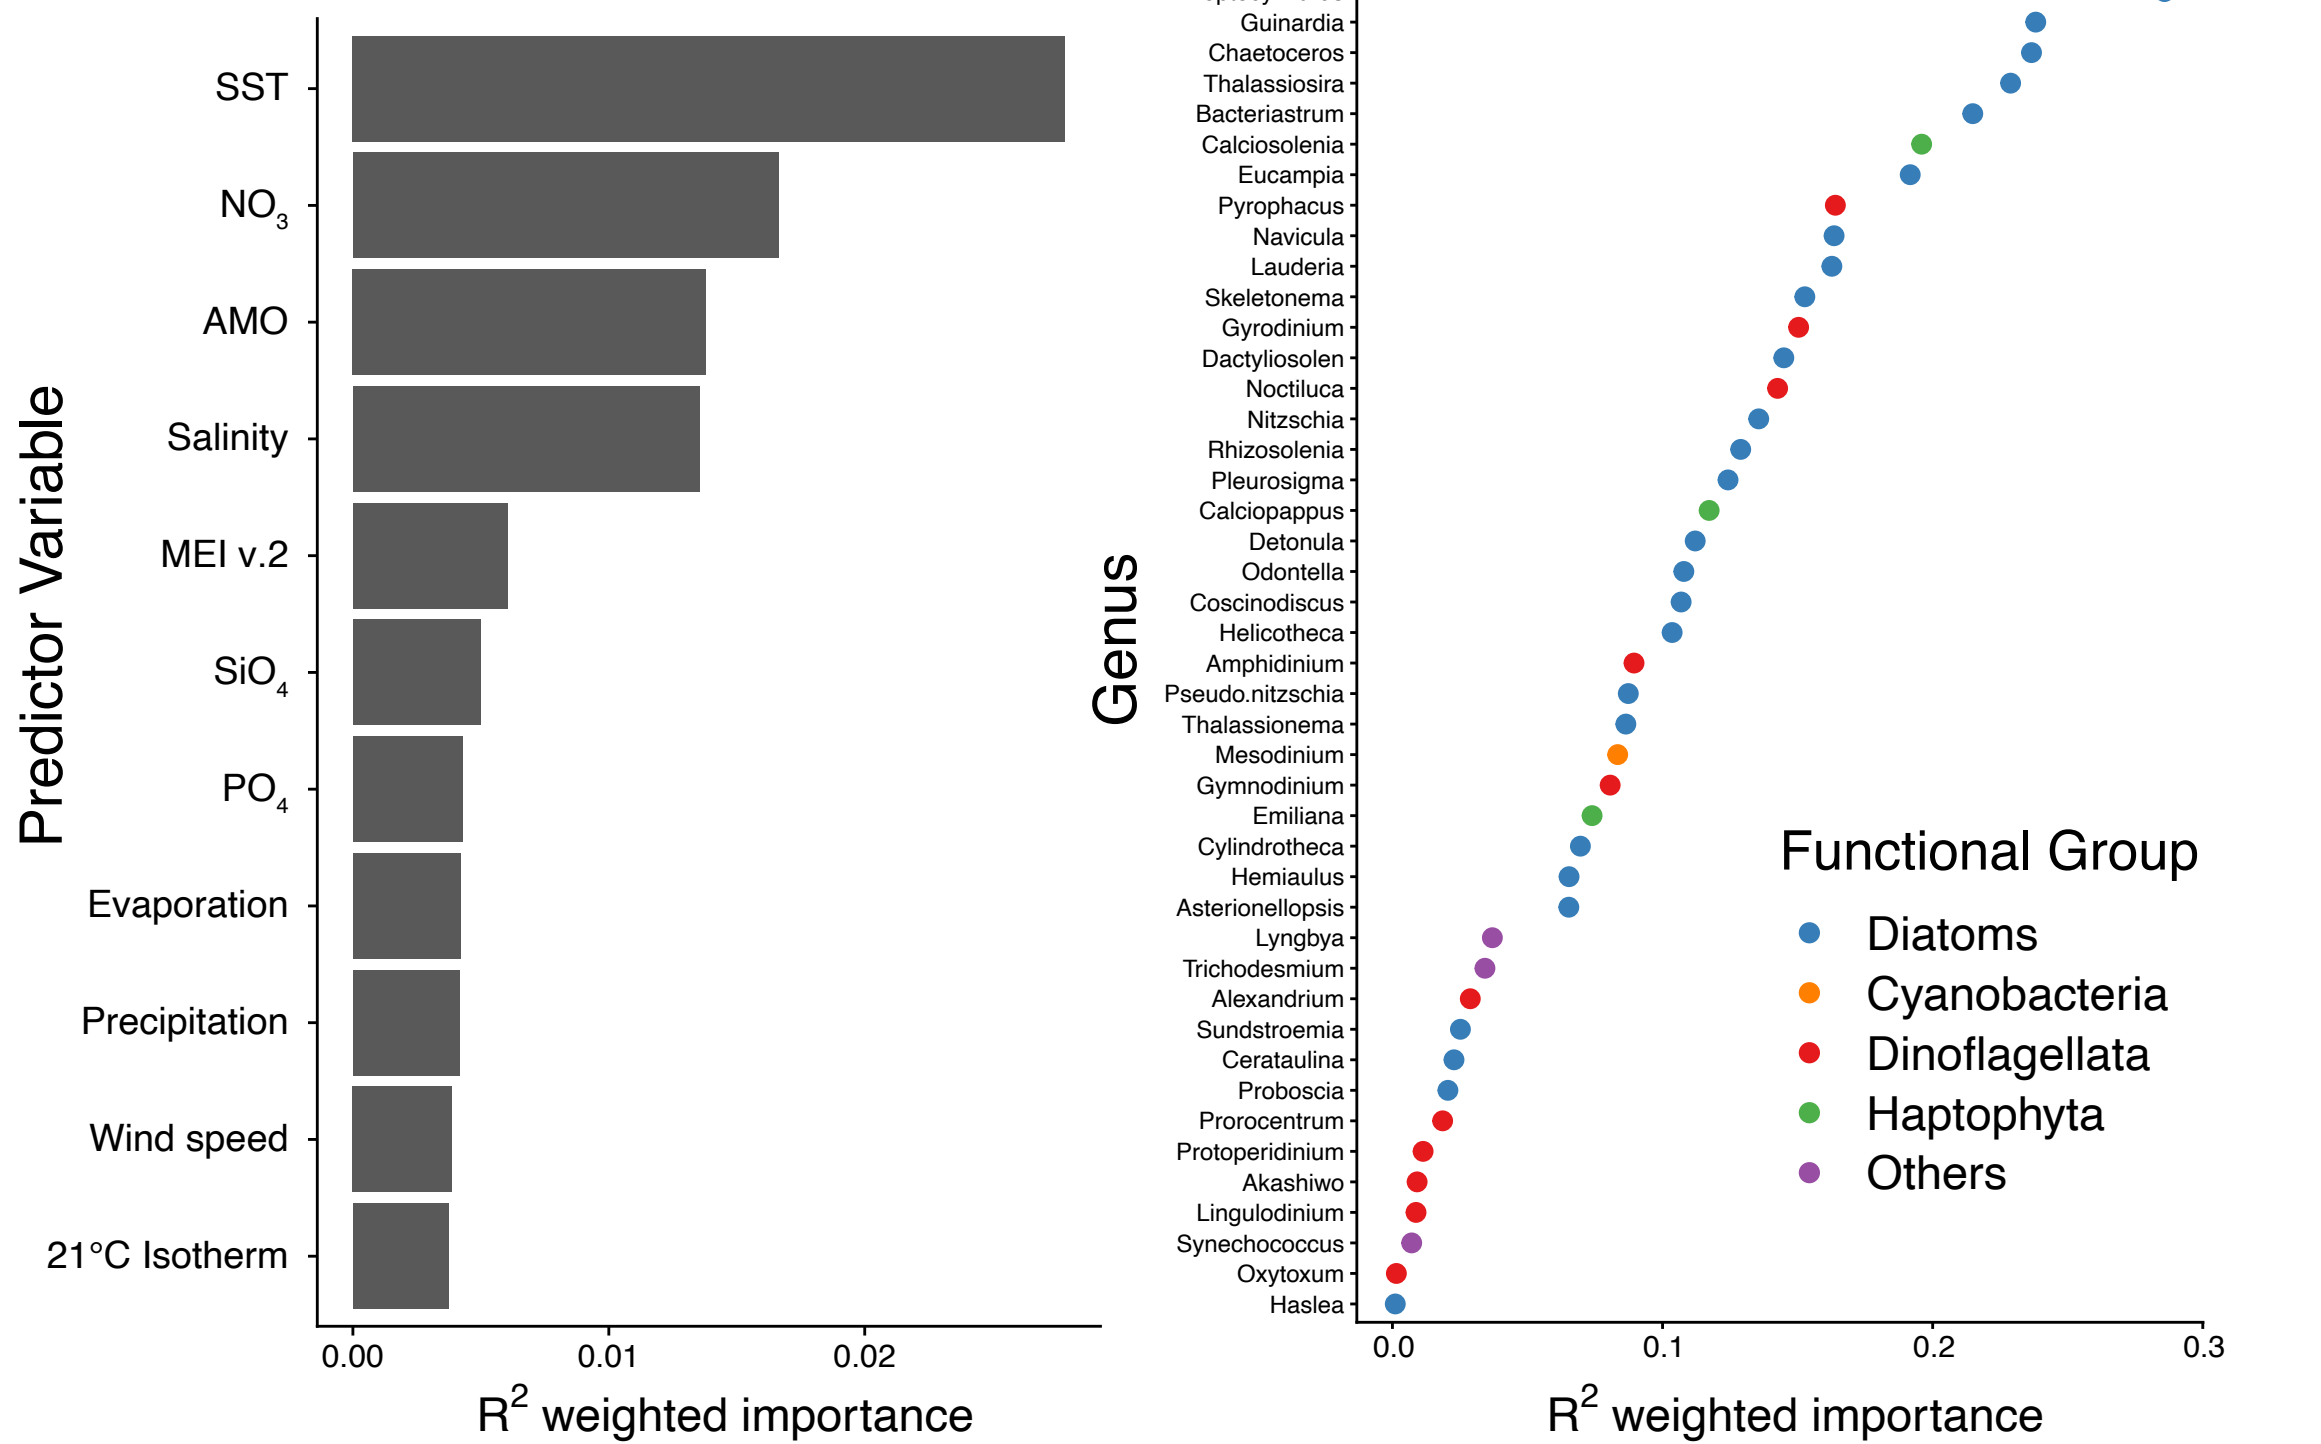 SST
NO3
AMO
Salinity
MEI v.2
SiO4
PO4
Evaporation
Precipitation
Wind speed
21°C Isotherm
Predictor Variable
0.00 0.01 0.02
R2 weighted importance
Guinardia
Chaetoceros
Thalassiosira
Bacteriastrum
Calciosolenia
Eucampia
Pyrophacus
Navicula
Lauderia
Skeletonema
Gyrodinium
Dactyliosolen
Noctiluca
Nitzschia
Rhizosolenia
Pleurosigma
Calciopappus
Detonula
Odontella
Coscinodiscus
Helicotheca
Amphidinium
Pseudo.nitzschia
Thalassionema
Mesodinium
Gymnodinium
Emiliana
Cylindrotheca
Hemiaulus
Asterionellopsis
Lyngbya
Trichodesmium
Alexandrium
Sundstroemia
Cerataulina
Proboscia
Prorocentrum
Protoperidinium
Akashiwo
Lingulodinium
Synechococcus
Oxytoxum
Haslea
Genus
0.0 0.1 0.2 0.3
R2 weighted importance
Functional Group
Diatoms
Cyanobacteria
Dinoflagellata
Haptophyta
Others